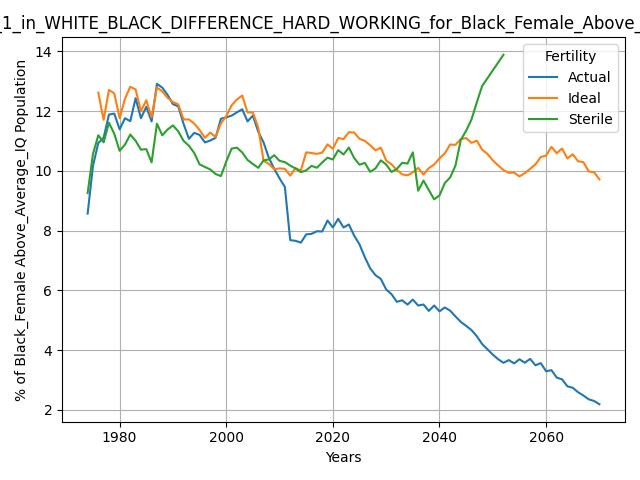 _1_in_WHITE_BLACK_DIFFERENCE_HARD_WORKING_for_Black_Female_Above_
% of Black_Female Above_Average_IQ Population
14
12
10
8
6
4
2
Fertility
Actual
Ideal
Sterile
1980 2000 2020 2040 2060
Years